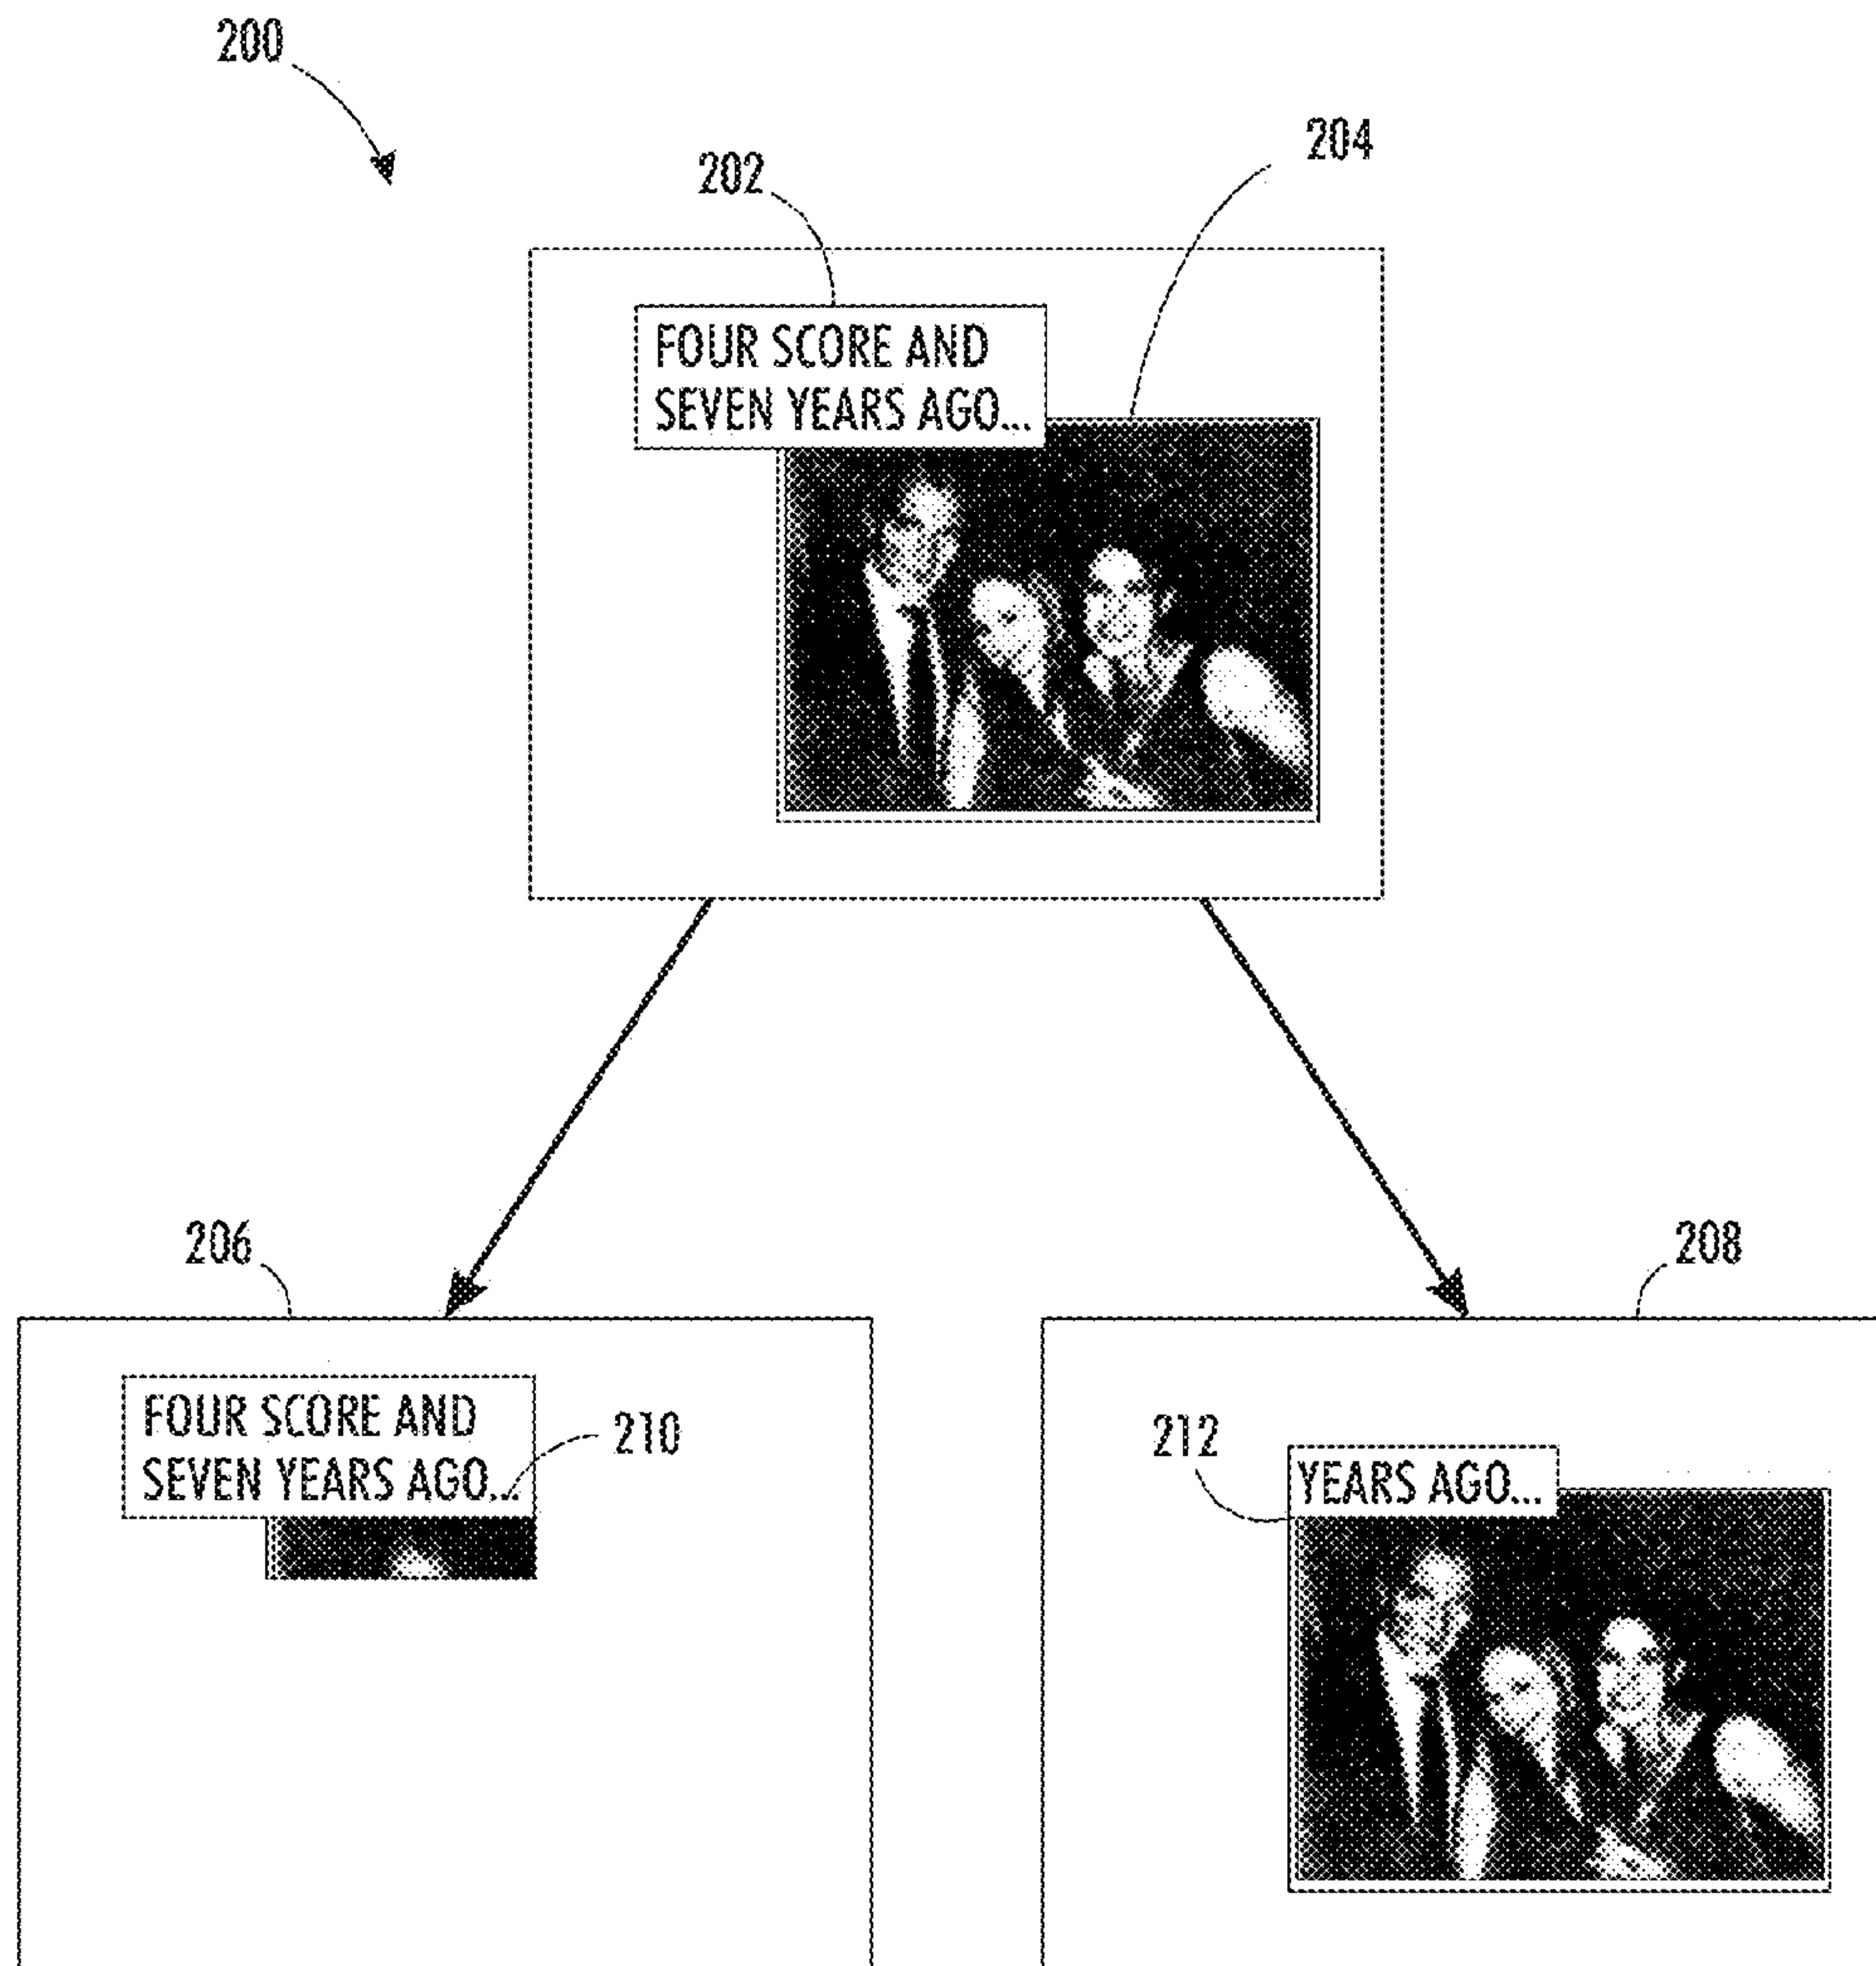 200
202
204
FOUR SCORE AND
SEVEN YEARS AGO...
206
208
FOUR SCORE AND
SEVEN YEARS AGO...
210
212
YEARS AGO...